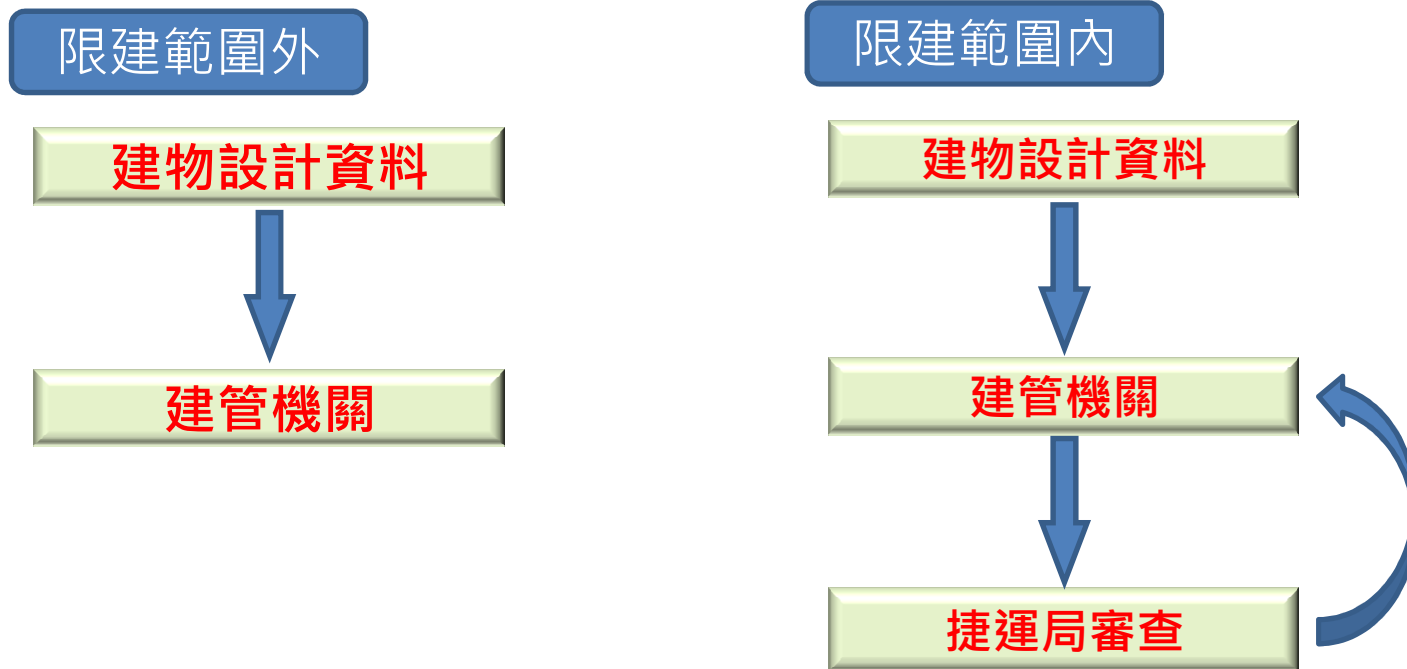 限建範圍外
建物設計資料
建管機關
限建範圍內
建物設計資料
建管機關
捷運局審查